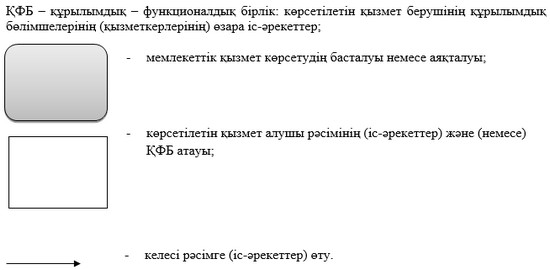 ҚФБ – құрылымдық – функционалдық бірлік: көрсетілетін қызмет берушінің құрылымдық
бөлімшелерінің (қызметкерлерінің) өзара іс-әрекеттер;
- мемлекеттік қызмет көрсетудің басталуы немесе аяқталуы;
- көрсетілетін қызмет алушы рәсімінің (іс-әрекеттер) және (немесе)
ҚФБ атауы;
- келесі рәсімге (іс-әрекеттер) өту.